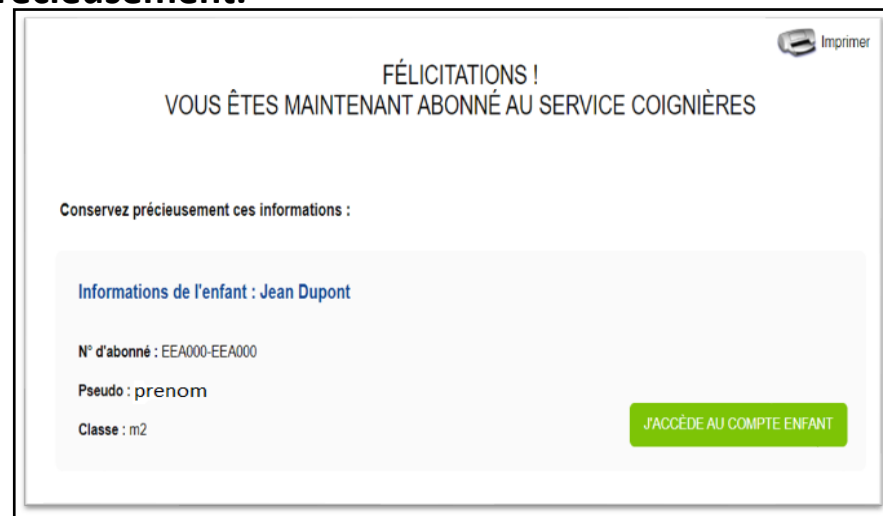 récieusement.
Imprimer
FÉLICITATIONS !
VOUS ÊTES MAINTENANT ABONNÉ AU SERVICE COIGNIÈRES
Conservez précieusement ces informations :
Informations de l'enfant : Jean Dupont
N° d'abonné : EEA000-EEA000
Pseudo : prenom
Classe : m2
J'ACCÈDE AU COMPTE ENFANT